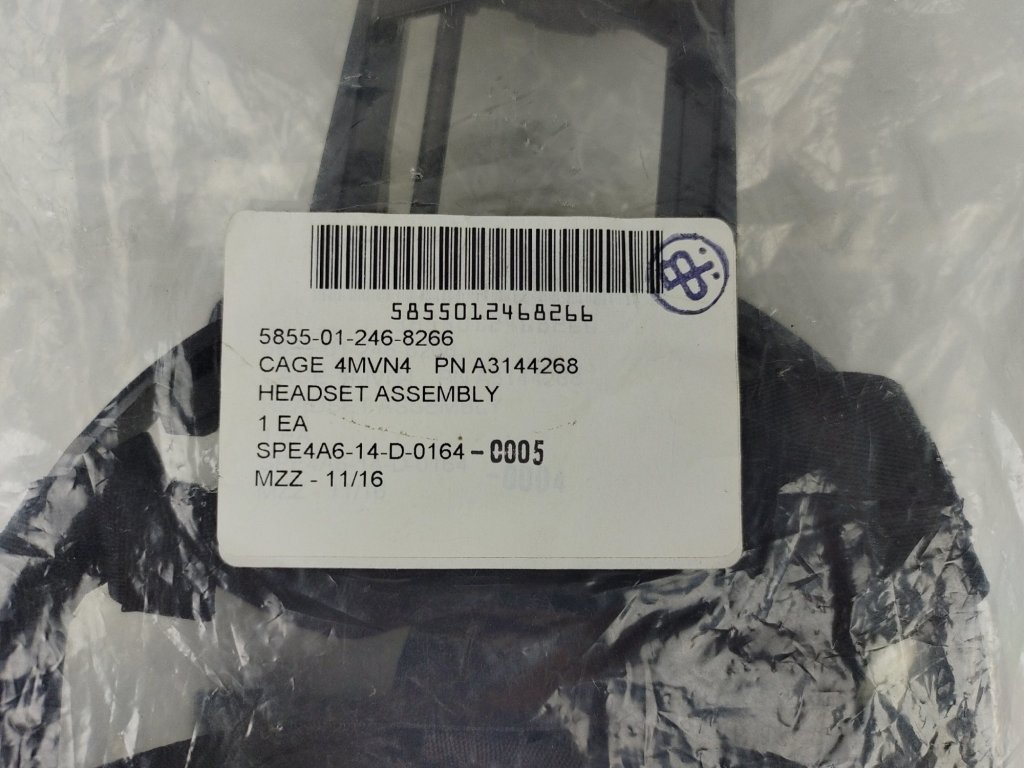 5855012468266
5855-01-246-8266
CAGE 4MVN4 PN A3144268
HEADSET ASSEMBLY
1 EA
SPE4A6-14-D-0164-0005
MZZ - 11/16